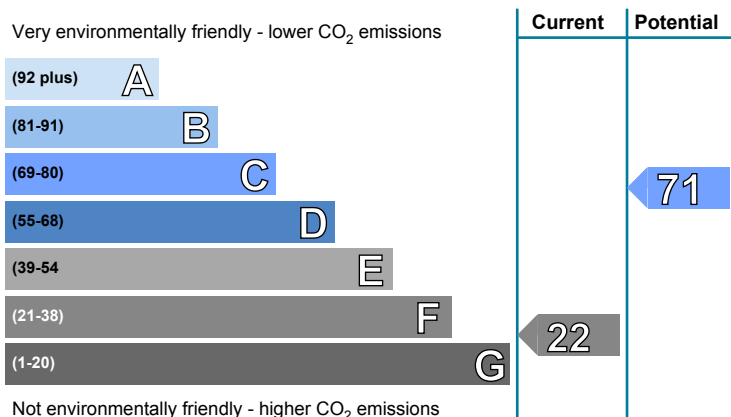 Very environmentally friendly - lower CO2 emissions
Current
Potential
(92 plus) A
(81-91) B
(69-80) C
71
(55-68) D
(39-54 E
(21-38) F
22
(1-20) G
Not environmentally friendly - higher CO2 emissions